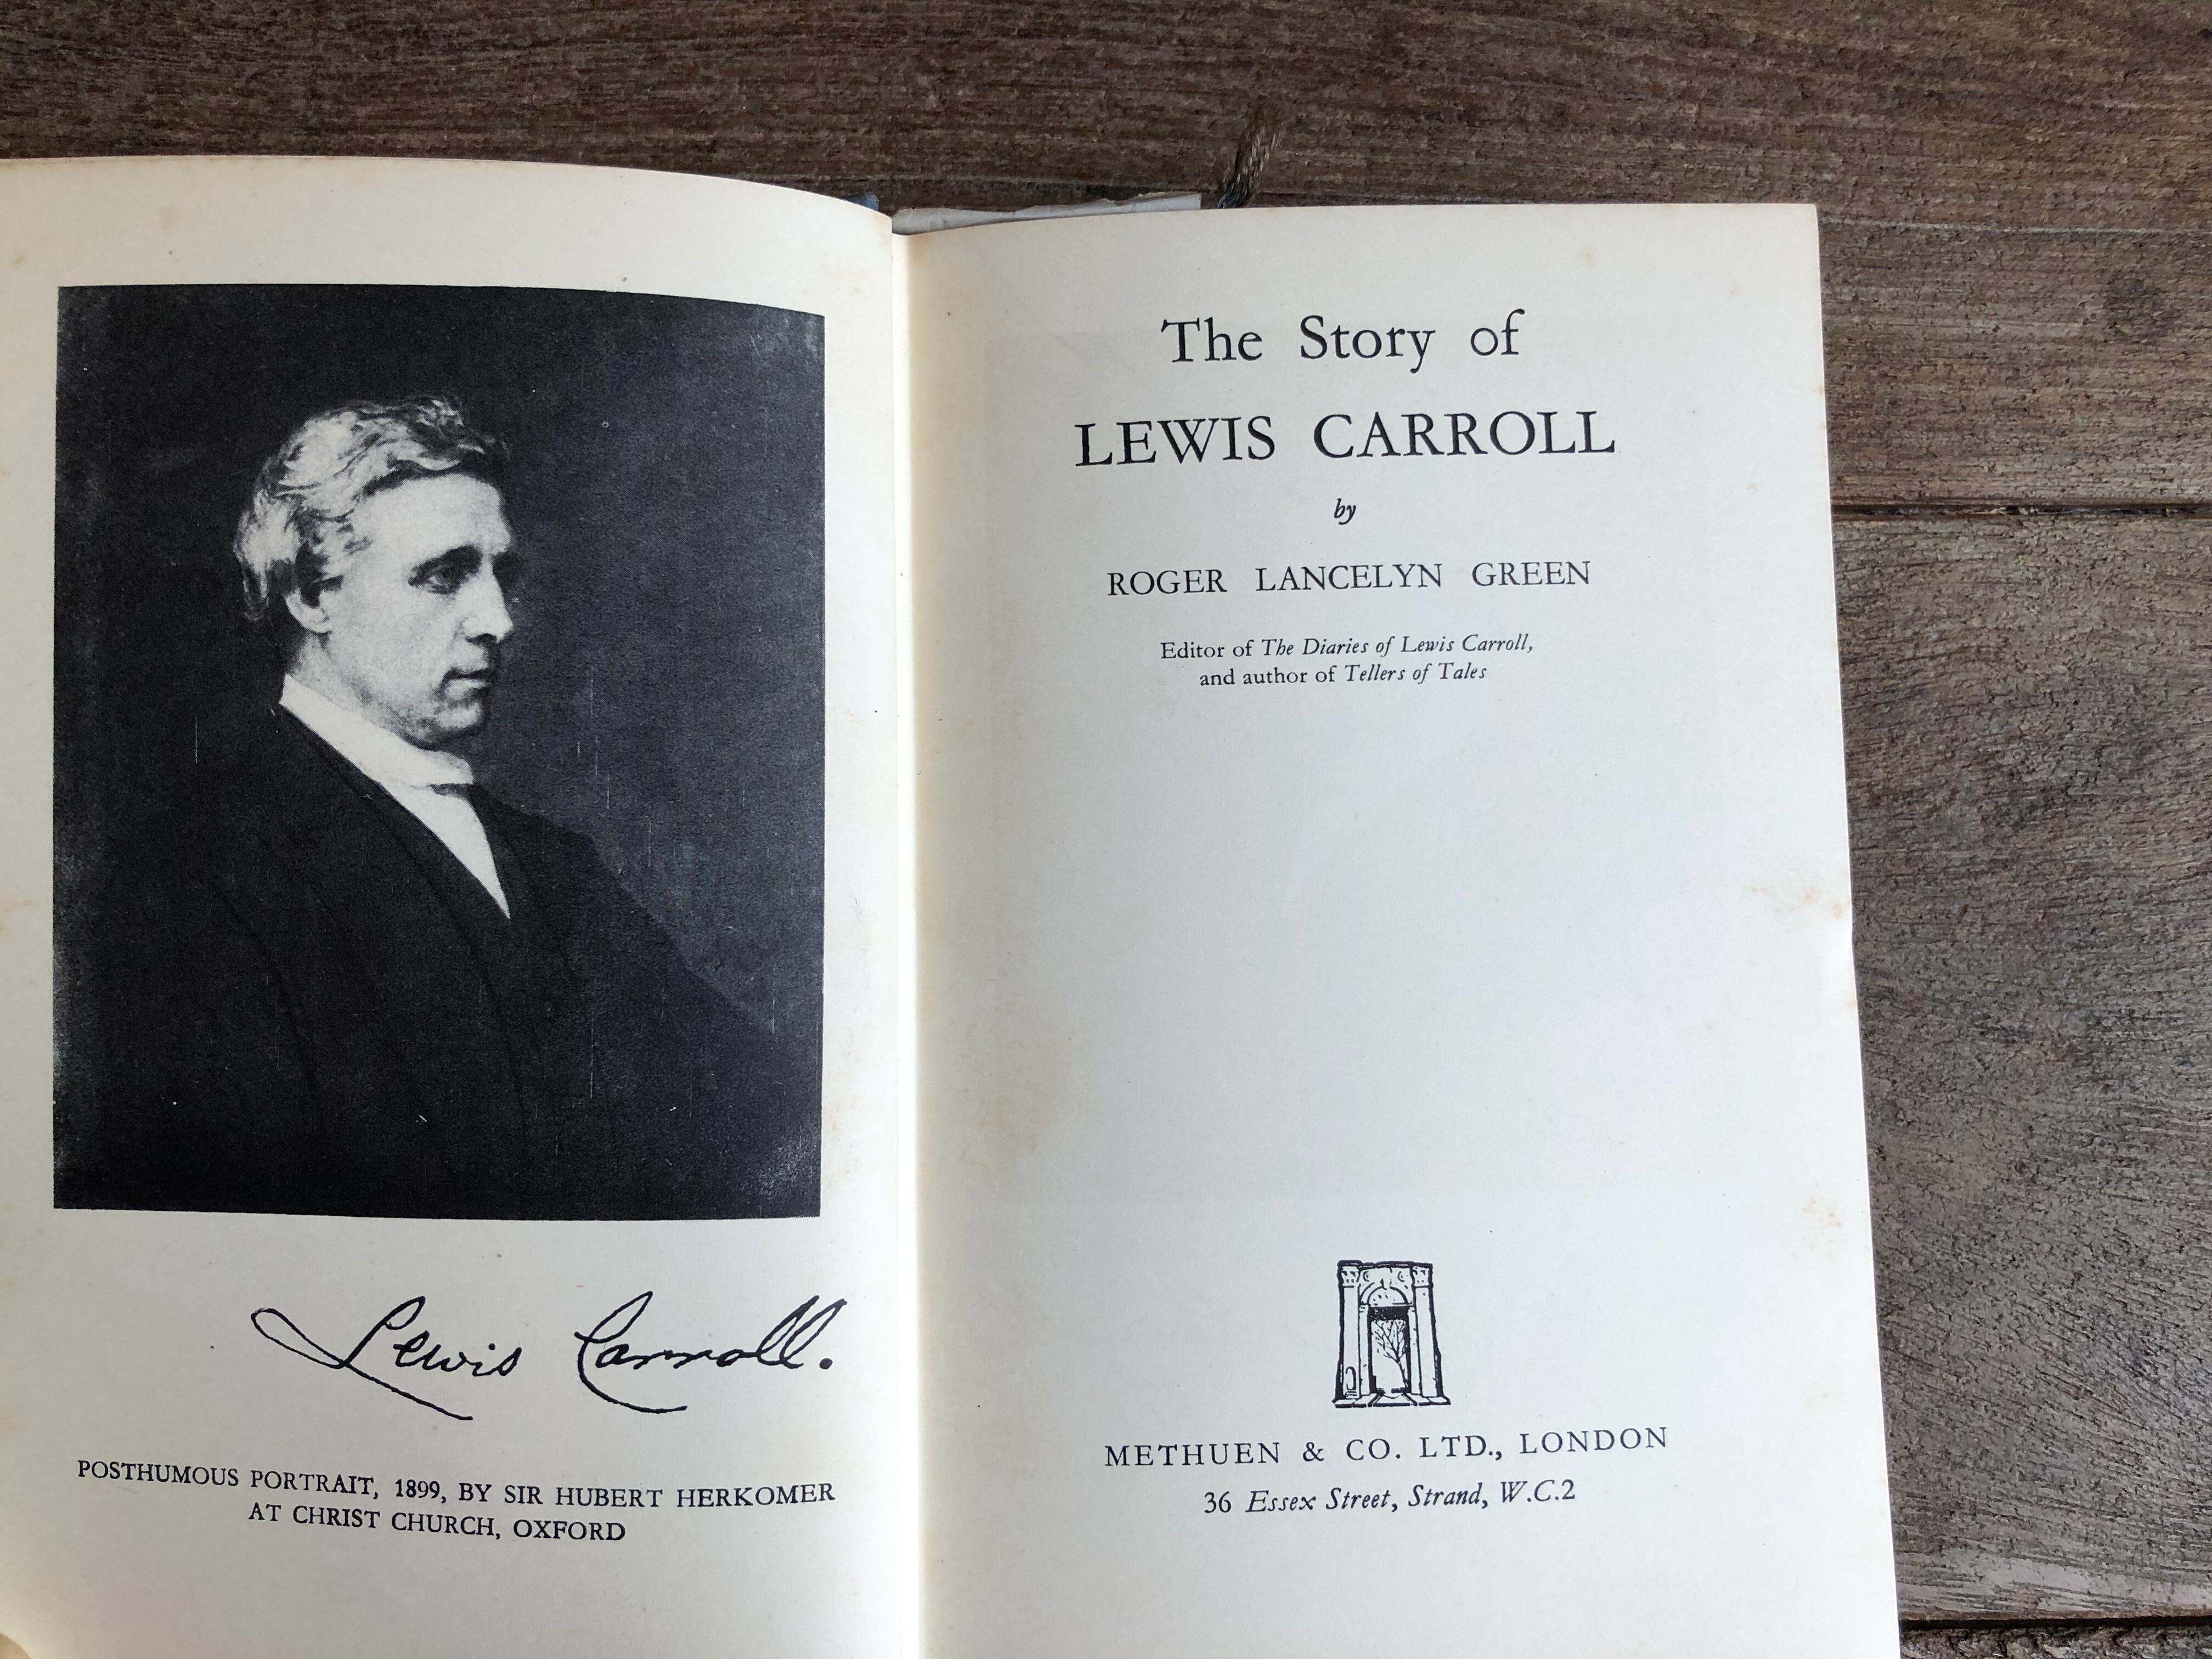 Lewis Carroll.
POSTHUMOUS PORTRAIT, 1899, BY SIR HUBERT HERKOMER
AT CHRIST CHURCH, OXFORD
The Story of
LEWIS CARROLL
by
ROGER LANCELYN GREEN
Editor of The Diaries of Lewis Carroll,
and author of Tellers of Tales
METHUEN & CO. LTD., LONDON
36 Essex Street, Strand, W.C.2